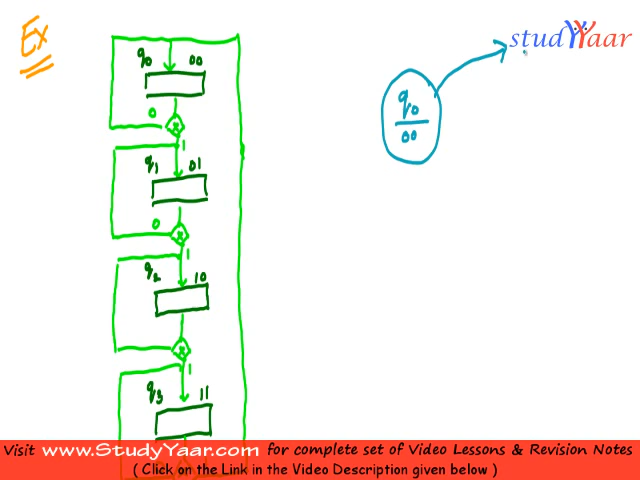 Ex
studYYaar
q0 00
0
x
1
q1 01
0
x
1
q2 10
x
1
q3 11
q0
00
Visit www.StudyYaar.com for complete set of Video Lessons & Revision Notes
( Click on the Link in the Video Description given below )